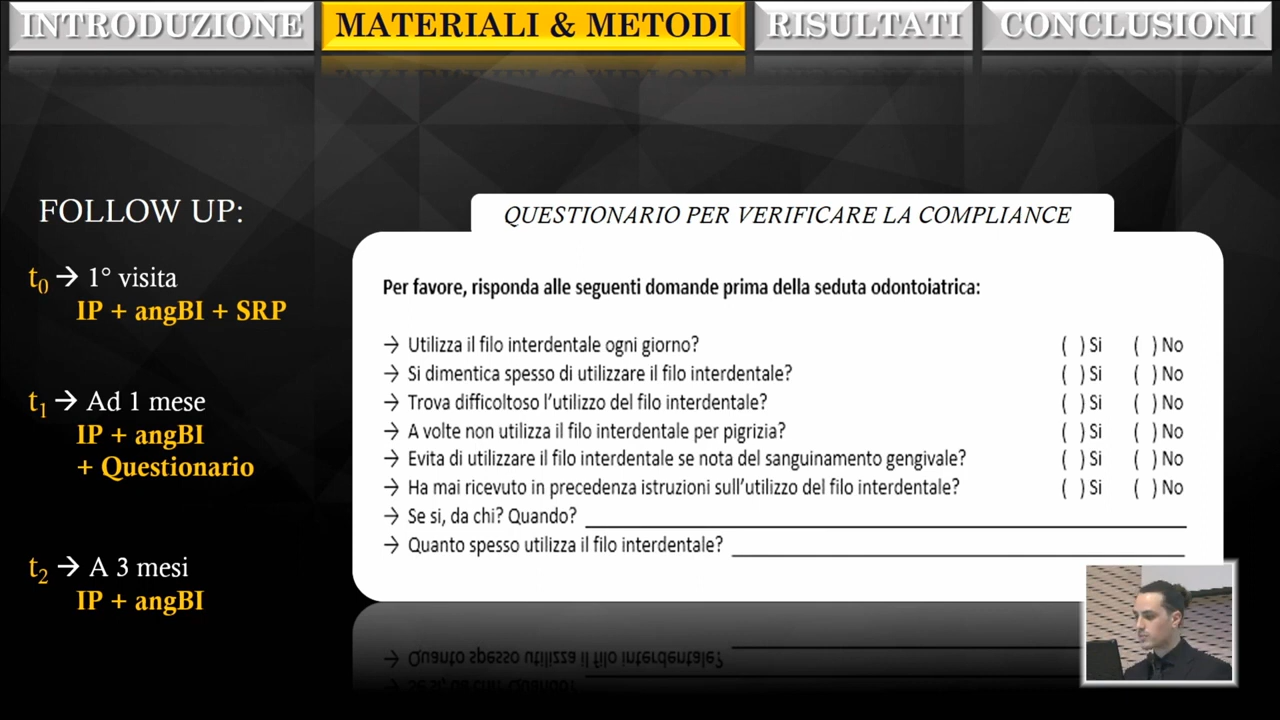 INTRODUZIONE
MATERIALI & METODI
RISULTATI
CONCLUSIONI
FOLLOW UP:
t0 → 1° visita
IP + angBI + SRP
t1 → Ad 1 mese
IP + angBI
+ Questionario
t2 → A 3 mesi
IP + angBI
QUESTIONARIO PER VERIFICARE LA COMPLIANCE
Per favore, risponda alle seguenti domande prima della seduta odontoiatrica:
→ Utilizza il filo interdentale ogni giorno? ( ) Si ( ) No
→ Si dimentica spesso di utilizzare il filo interdentale? ( ) Si ( ) No
→ Trova difficoltoso l'utilizzo del filo interdentale? ( ) Si ( ) No
→ A volte non utilizza il filo interdentale per pigrizia? ( ) Si ( ) No
→ Evita di utilizzare il filo interdentale se nota del sanguinamento gengivale? ( ) Si ( ) No
→ Ha mai ricevuto in precedenza istruzioni sull'utilizzo del filo interdentale? ( ) Si ( ) No
→ Se si, da chi? Quando?
→ Quanto spesso utilizza il filo interdentale?